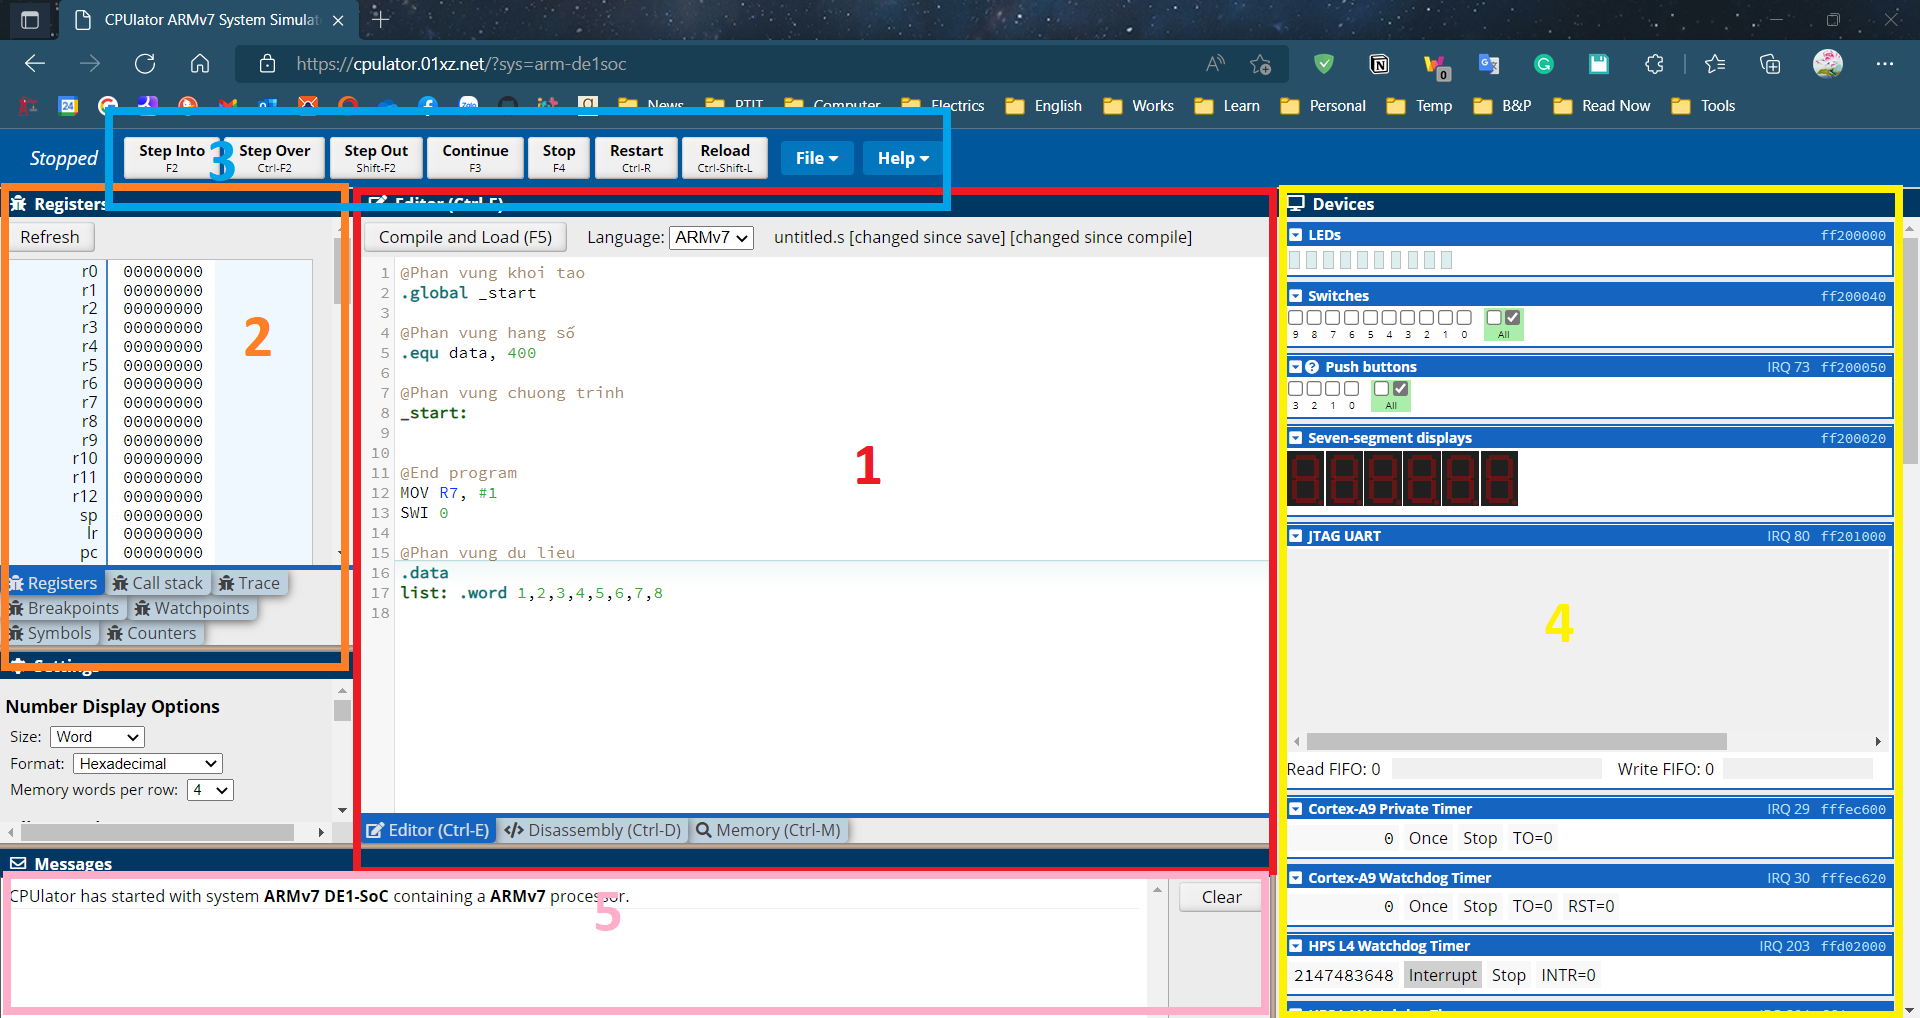 CPUlator ARMv7 System Simulat
https://cpulator.01xz.net/?sys=arm-de1soc
0
24
News
PTIT
Computer
Electrics
English
Works
Learn
Personal
Temp
B&P
Read Now
Tools
Stopped
Step Into
F2
3
Step Over
Ctrl-F2
Step Out
Shift-F2
Continue
F3
Stop
F4
Restart
Ctrl-R
Reload
Ctrl-Shift-L
File
Help
Registers
Refresh
r0 00000000
r1 00000000
r2 00000000
r3 00000000
r4 00000000
r5 00000000
r6 00000000
r7 00000000
r8 00000000
r9 00000000
r10 00000000
r11 00000000
r12 00000000
sp 00000000
lr 00000000
pc 00000000
2
Registers Call stack Trace
Breakpoints Watchpoints
Symbols Counters
Settings
Number Display Options
Size: Word
Format: Hexadecimal
Memory words per row: 4
Editor (Ctrl-E)
Compile and Load (F5) Language: ARMv7 untitled.s [changed since save] [changed since compile]
1 @Phan vung khoi tao
2 .global _start
3
4 @Phan vung hang số
5 .equ data, 400
6
7 @Phan vung chuong trinh
8 _start:
9
10
11 @End program
12 MOV R7, #1
13 SWI 0
14
15 @Phan vung du lieu
16 .data
17 list: .word 1,2,3,4,5,6,7,8
18
1
Editor (Ctrl-E) Disassembly (Ctrl-D) Memory (Ctrl-M)
Messages
CPUlator has started with system ARMv7 DE1-SoC containing a ARMv7 processor.
5
Clear
Devices
LEDs ff200000
Switches ff200040
9 8 7 6 5 4 3 2 1 0 All
Push buttons IRQ 73 ff200050
3 2 1 0 All
Seven-segment displays ff200020
JTAG UART IRQ 80 ff201000
4
Read FIFO: 0 Write FIFO: 0
Cortex-A9 Private Timer IRQ 29 fffec600
0 Once Stop TO=0
Cortex-A9 Watchdog Timer IRQ 30 fffec620
0 Once Stop TO=0 RST=0
HPS L4 Watchdog Timer IRQ 203 ffd02000
2147483648 Interrupt Stop INTR=0